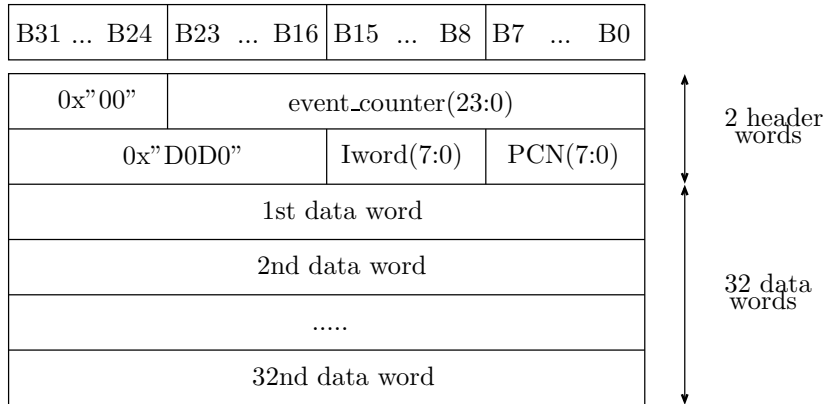 B31 ... B24 B23 ... B16 B15 ... B8 B7 ... B0
0x"00" event_counter(23:0)
2 header
words
0x"D0D0" Iword(7:0) PCN(7:0)
1st data word
2nd data word
32 data
words
.....
32nd data word